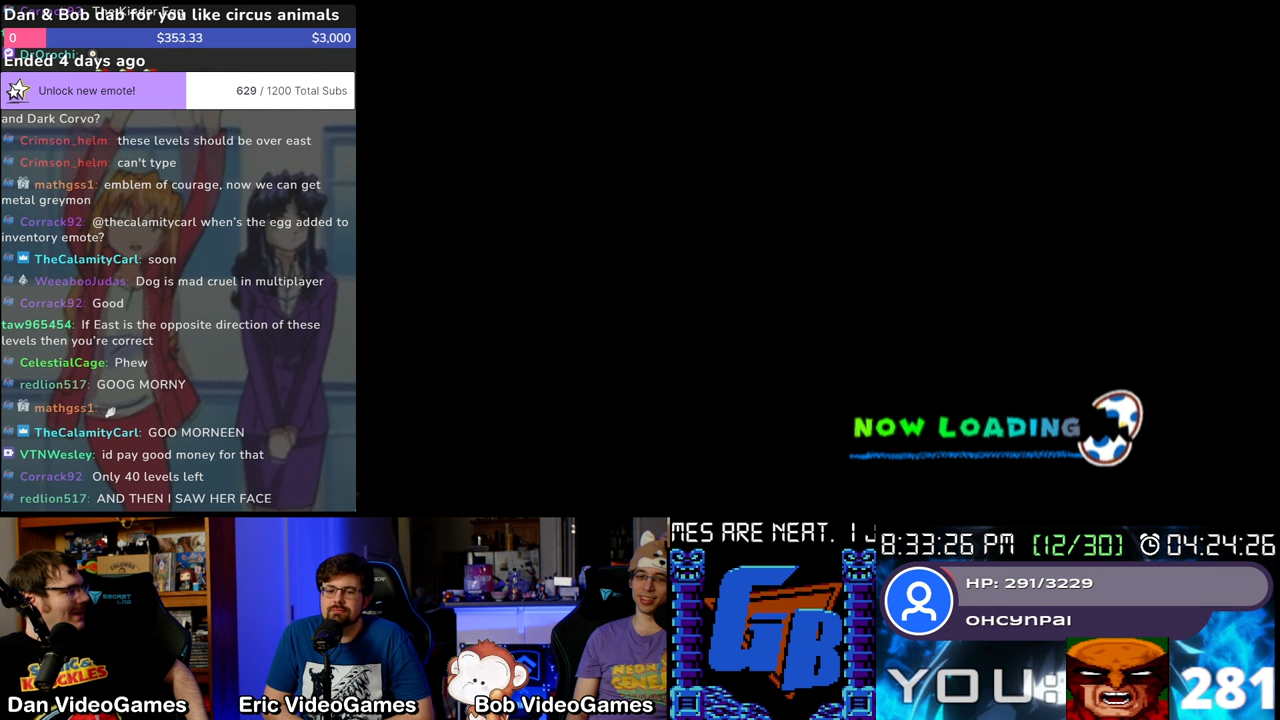 Dan & Bob dab for you like circus animals
0 $353.33 $3,000
DrOrochi:
Ended 4 days ago
Unlock new emote! 629 / 1200 Total Subs
and Dark Corvo?
Crimson_helm: these levels should be over east
Crimson_helm: can't type
mathgss1: emblem of courage, now we can get
metal greymon
Corrack92: @thecalamitycarl when's the egg added to
inventory emote?
TheCalamityCarl: soon
WeeabooJudas: Dog is mad cruel in multiplayer
Corrack92: Good
taw965454: If East is the opposite direction of these
levels then you're correct
CelestialCage: Phew
redlion517: GOOG MORNY
mathgss1:
TheCalamityCarl: GOO MORNEEN
VTNWesley: id pay good money for that
Corrack92: Only 40 levels left
redlion517: AND THEN I SAW HER FACE
NOW LOADING
MES ARE NEAT. I J
8:33:26 PM [12/30] 04:24:26
HP: 291/3229
OHCYNPAI
SECRET LAB
SONIC & KNUCKLES
GB
YOU:
281
Dan VideoGames
Eric VideoGames
Bob VideoGames